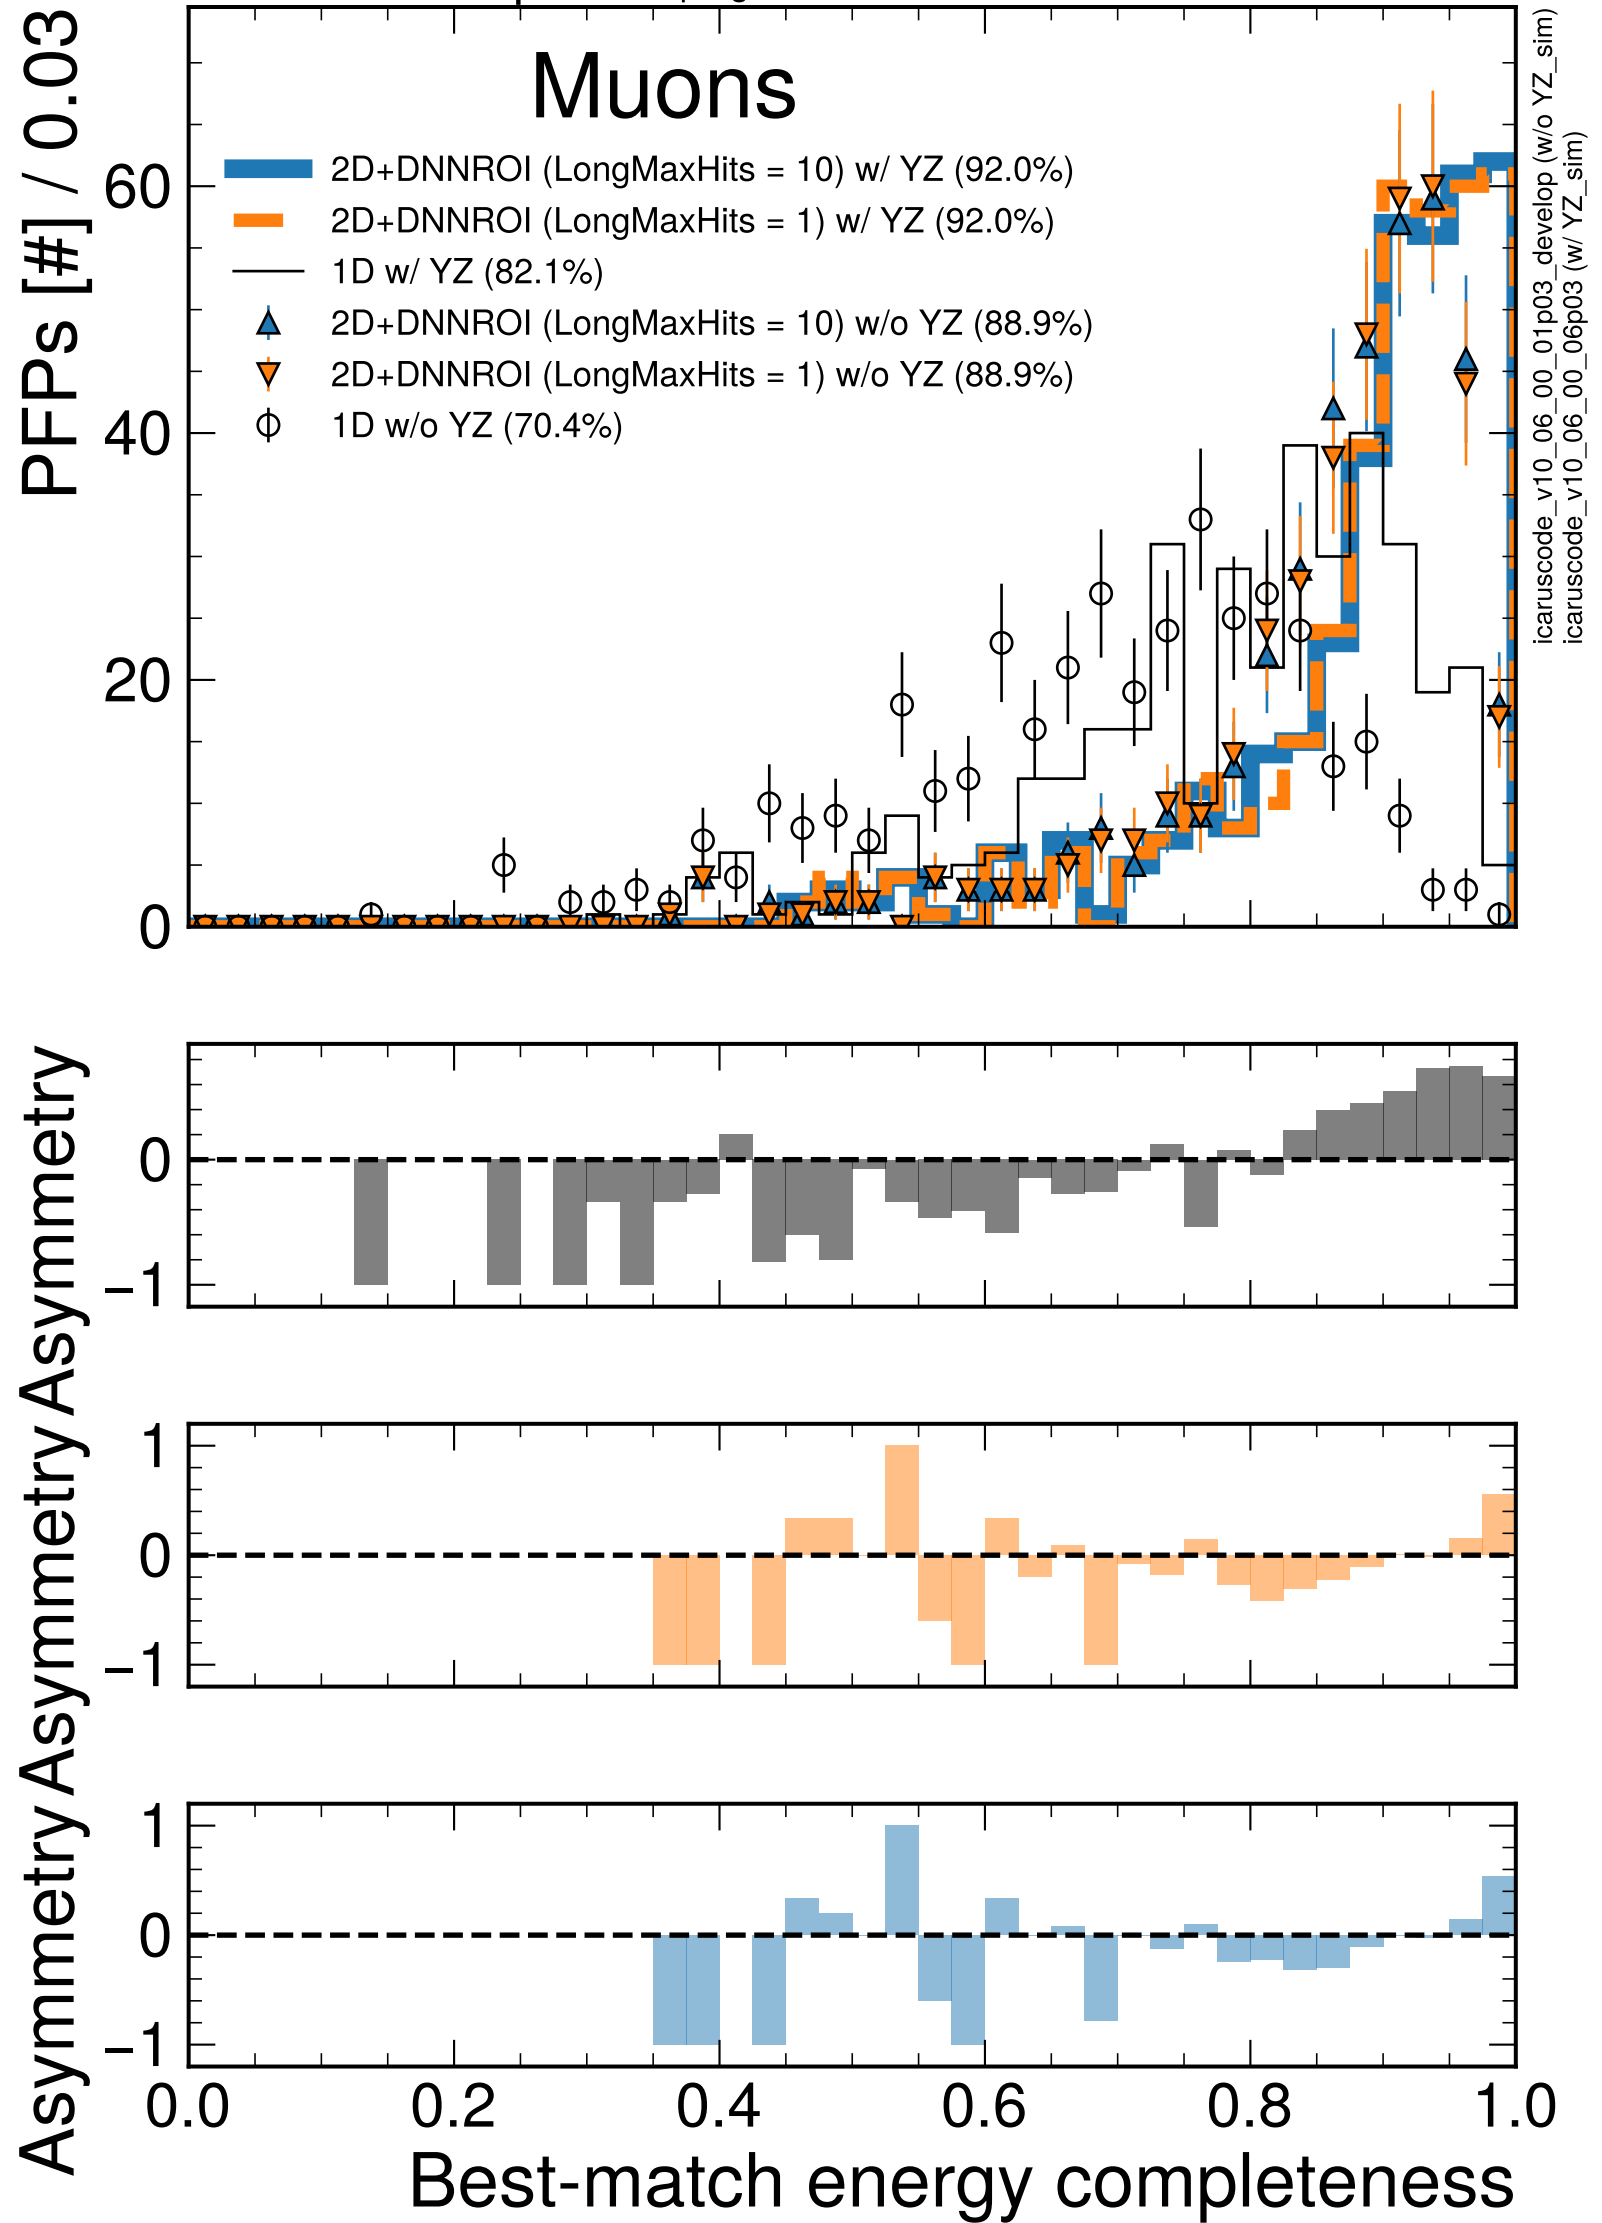 PFPs [#] / 0.03
60
40
20
0
Muons
2D+DNNROI (LongMaxHits = 10) w/ YZ (92.0%)
2D+DNNROI (LongMaxHits = 1) w/ YZ (92.0%)
1D w/ YZ (82.1%)
2D+DNNROI (LongMaxHits = 10) w/o YZ (88.9%)
2D+DNNROI (LongMaxHits = 1) w/o YZ (88.9%)
1D w/o YZ (70.4%)
icaruscode_v10_06_00_01p03_develop (w/o YZ_sim)
icaruscode_v10_06_00_06p03 (w/ YZ_sim)
Asymmetry
0
−1
Asymmetry
1
0
−1
Asymmetry
1
0
−1
0.0 0.2 0.4 0.6 0.8 1.0
Best-match energy completeness